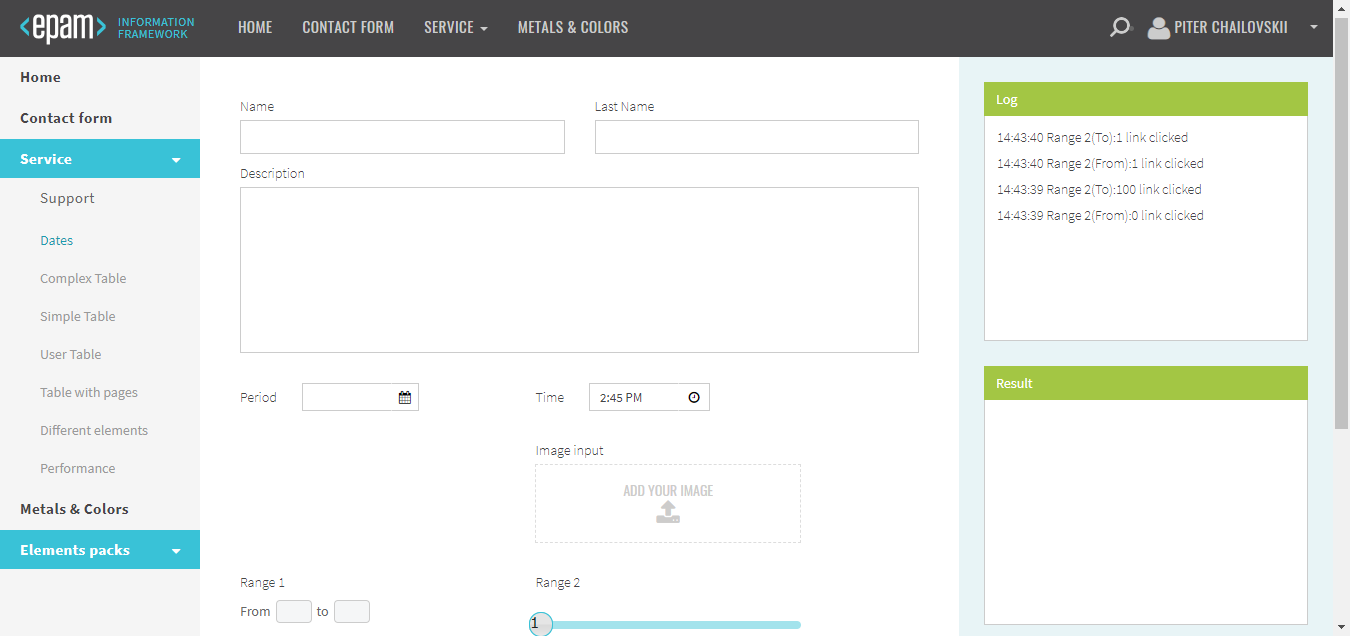 <epam> INFORMATION
FRAMEWORK
HOME CONTACT FORM SERVICE METALS & COLORS PITER CHAILOVSKII
Home
Contact form
Service
Support
Dates
Complex Table
Simple Table
User Table
Table with pages
Different elements
Performance
Metals & Colors
Elements packs
Name Last Name
Description
Period Time 2:45 PM
Image input
ADD YOUR IMAGE
Range 1 Range 2
From to
1
Log
14:43:40 Range 2(To):1 link clicked
14:43:40 Range 2(From):1 link clicked
14:43:39 Range 2(To):100 link clicked
14:43:39 Range 2(From):0 link clicked
Result